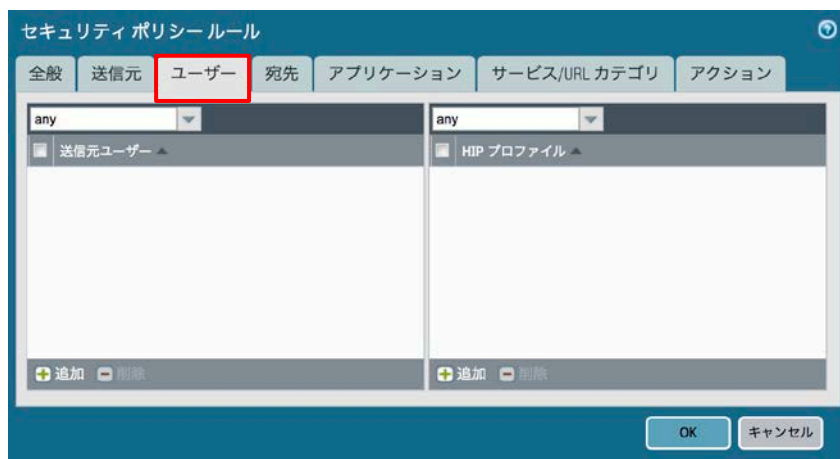 セキュリティ ポリシー ルール
全般 送信元 ユーザー 宛先 アプリケーション サービス/URL カテゴリ アクション
any any
送信元ユーザー HIP プロファイル
追加 削除 追加 削除
OK キャンセル